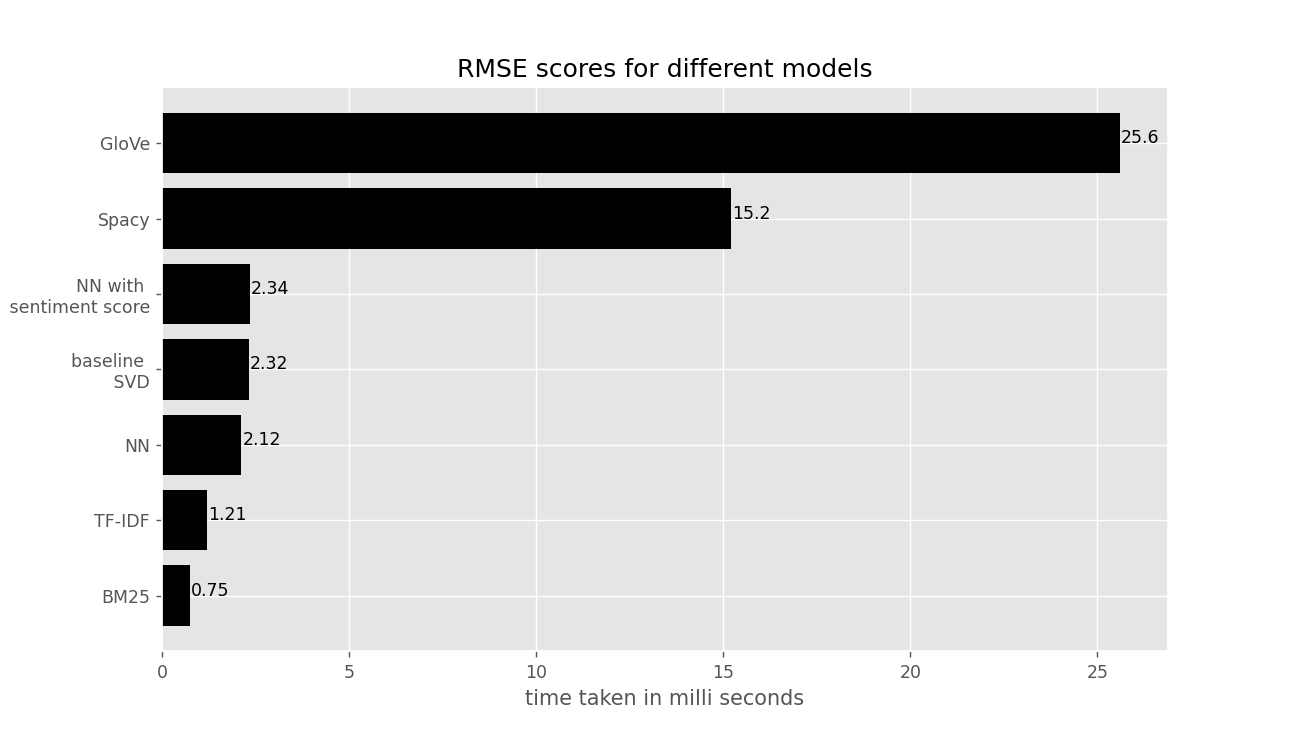 RMSE scores for different models
GloVe
25.6
Spacy
15.2
NN with
sentiment score
2.34
baseline
SVD
2.32
NN
2.12
TF-IDF
1.21
BM25
0.75
0 5 10 15 20 25
time taken in milli seconds